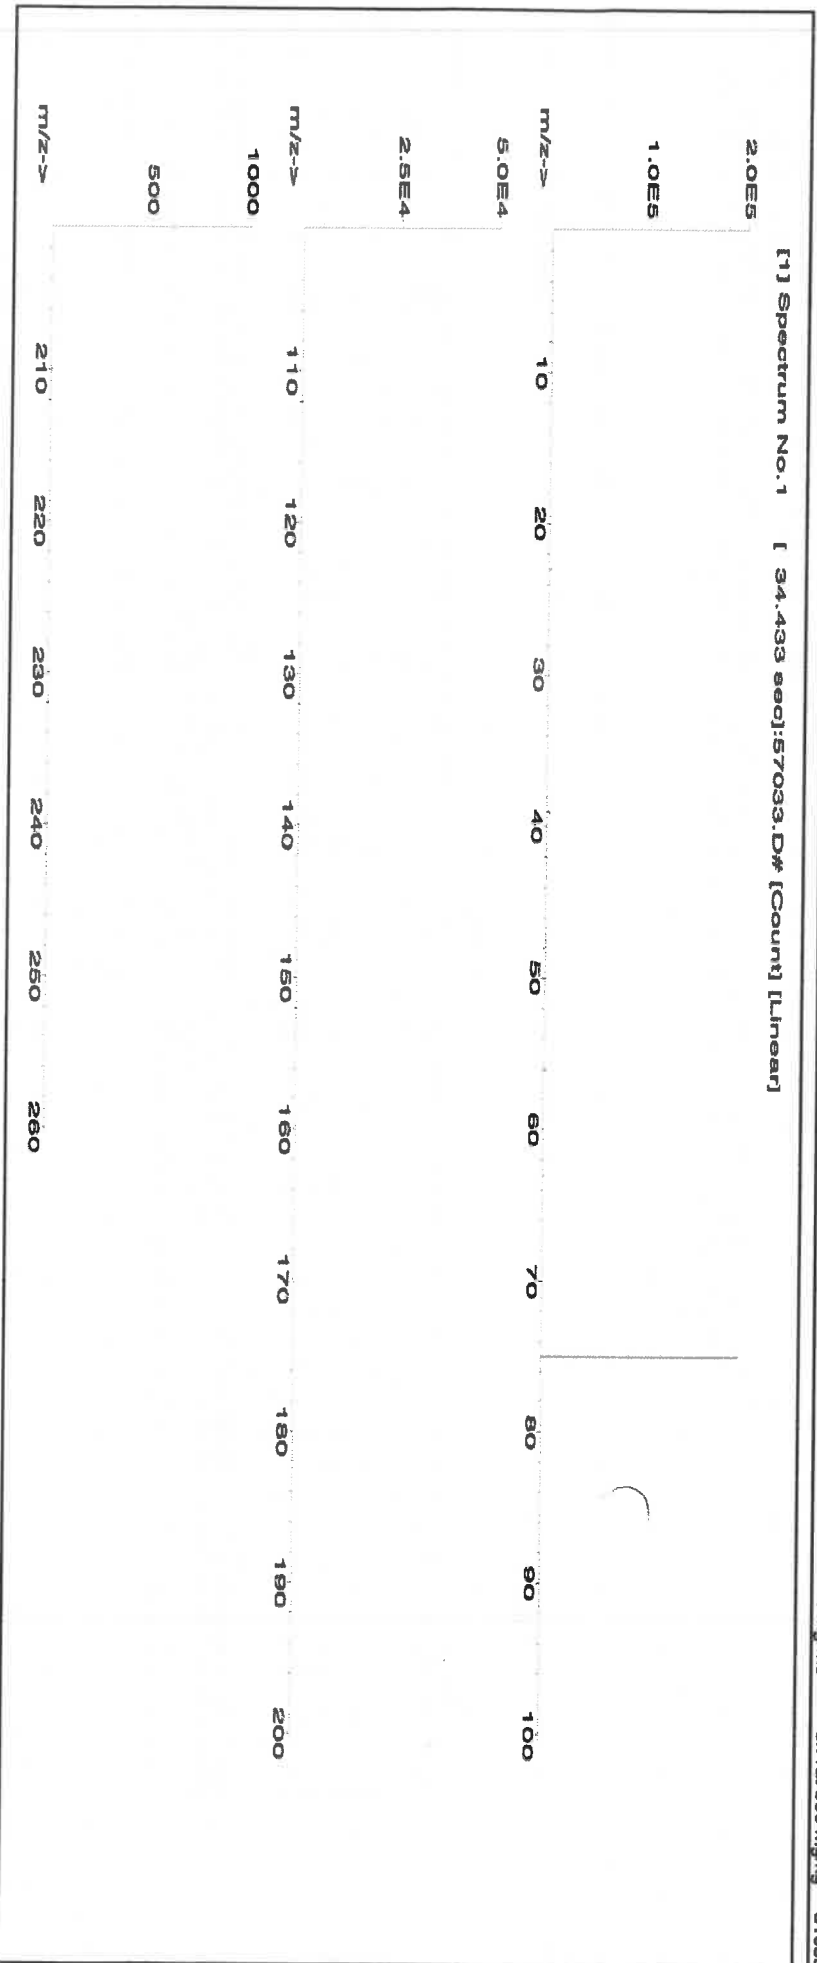 [1] Spectrum No.1 [ 34.433 sec]:57033.D# [Count] [Linear]
2.0E5
1.0E5
m/z-> 10 20 30 40 50 60 70 80 90 100
5.0E4
2.5E4
m/z-> 110 120 130 140 150 160 170 180 190 200
1000
500
m/z-> 210 220 230 240 250 260